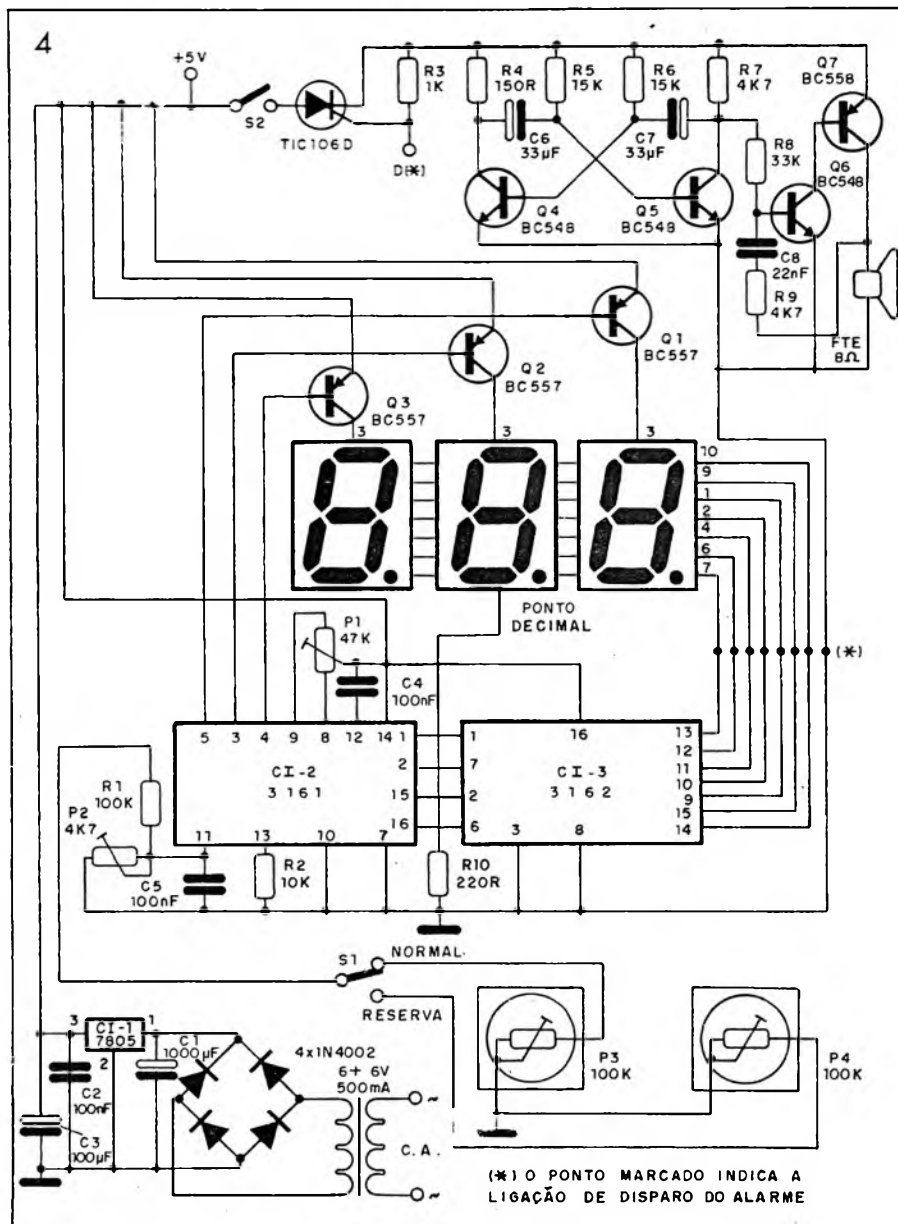 4
+5V
S2
TIC106D
R3
1K
D(*)
R4
150R
R5
15K
R6
15K
R7
4K7
Q7
BC558
C6
33µF
C7
33µF
R8
33K
Q6
BC548
Q4
BC548
Q5
BC548
C8
22nF
R9
4K7
FTE
8Ω
Q1
BC557
Q2
BC557
Q3
BC557
3
3
3
10
9
1
2
4
6
7
PONTO
DECIMAL
(*)
P1
47K
C4
100nF
5 3 4 9 8 12 14
1
2
15
16
CI-2
3161
11 13 10 7
1
7
2
6
16
CI-3
3162
3 8
13
12
11
10
9
15
14
R1
100K
P2
4K7
C5
100nF
R2
10K
R10
220R
S1
NORMAL
RESERVA
P3
100K
P4
100K
3
CI-1
7805
1
2
C1
1000µF
C2
100nF
C3
100µF
4x1N4002
6+6V
500mA
C.A.
~
~
(*) O PONTO MARCADO INDICA A
LIGAÇÃO DE DISPARO DO ALARME